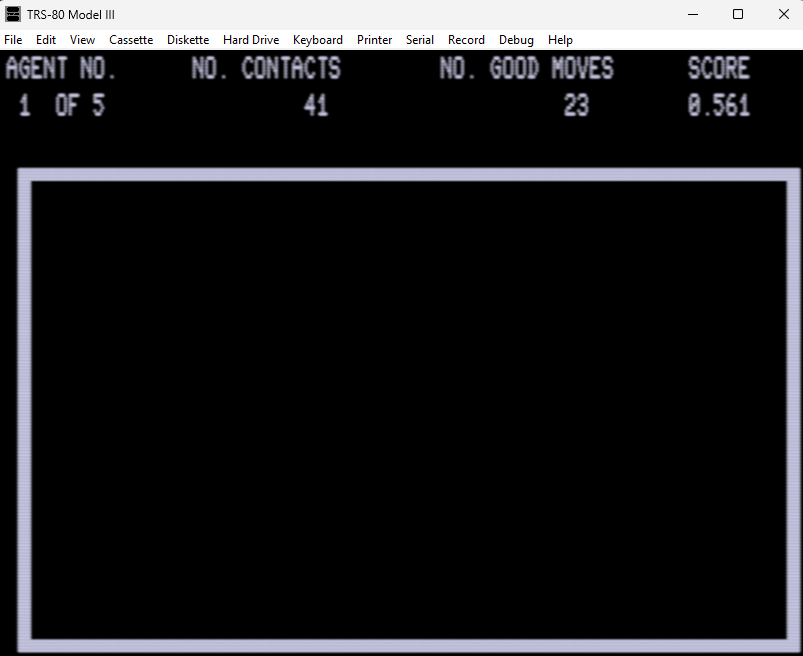 TRS-80 Model III
File Edit View Cassette Diskette Hard Drive Keyboard Printer Serial Record Debug Help
AGENT NO. NO. CONTACTS NO. GOOD MOVES SCORE
1 OF 5 41 23 0.561